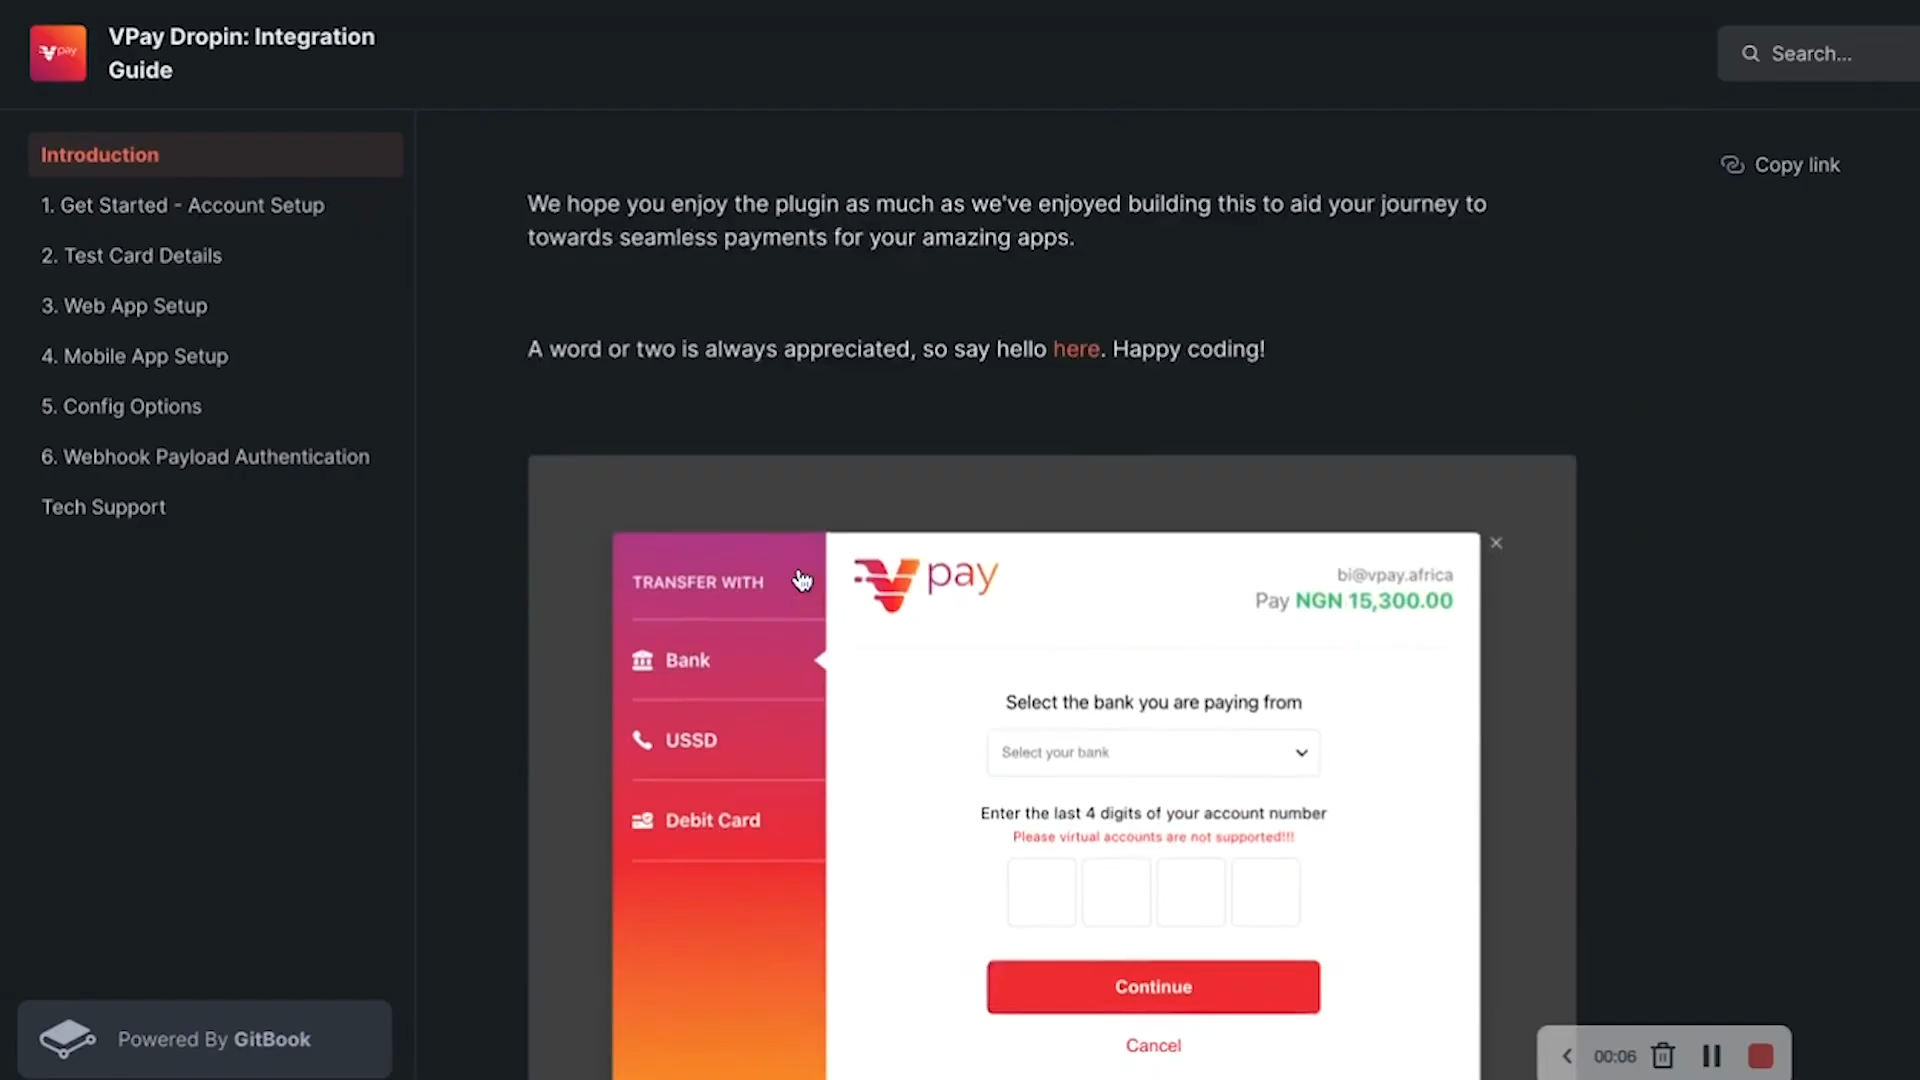 Vpay
VPay Dropin: Integration
Guide
Search...
Introduction
1. Get Started - Account Setup
2. Test Card Details
3. Web App Setup
4. Mobile App Setup
5. Config Options
6. Webhook Payload Authentication
Tech Support
Powered By GitBook
Copy link
We hope you enjoy the plugin as much as we've enjoyed building this to aid your journey to
towards seamless payments for your amazing apps.
A word or two is always appreciated, so say hello here. Happy coding!
TRANSFER WITH
Bank
USSD
Debit Card
Vpay
bi@vpay.africa
Pay NGN 15,300.00
Select the bank you are paying from
Select your bank
Enter the last 4 digits of your account number
Please virtual accounts are not supported!!!
Continue
Cancel
00:06